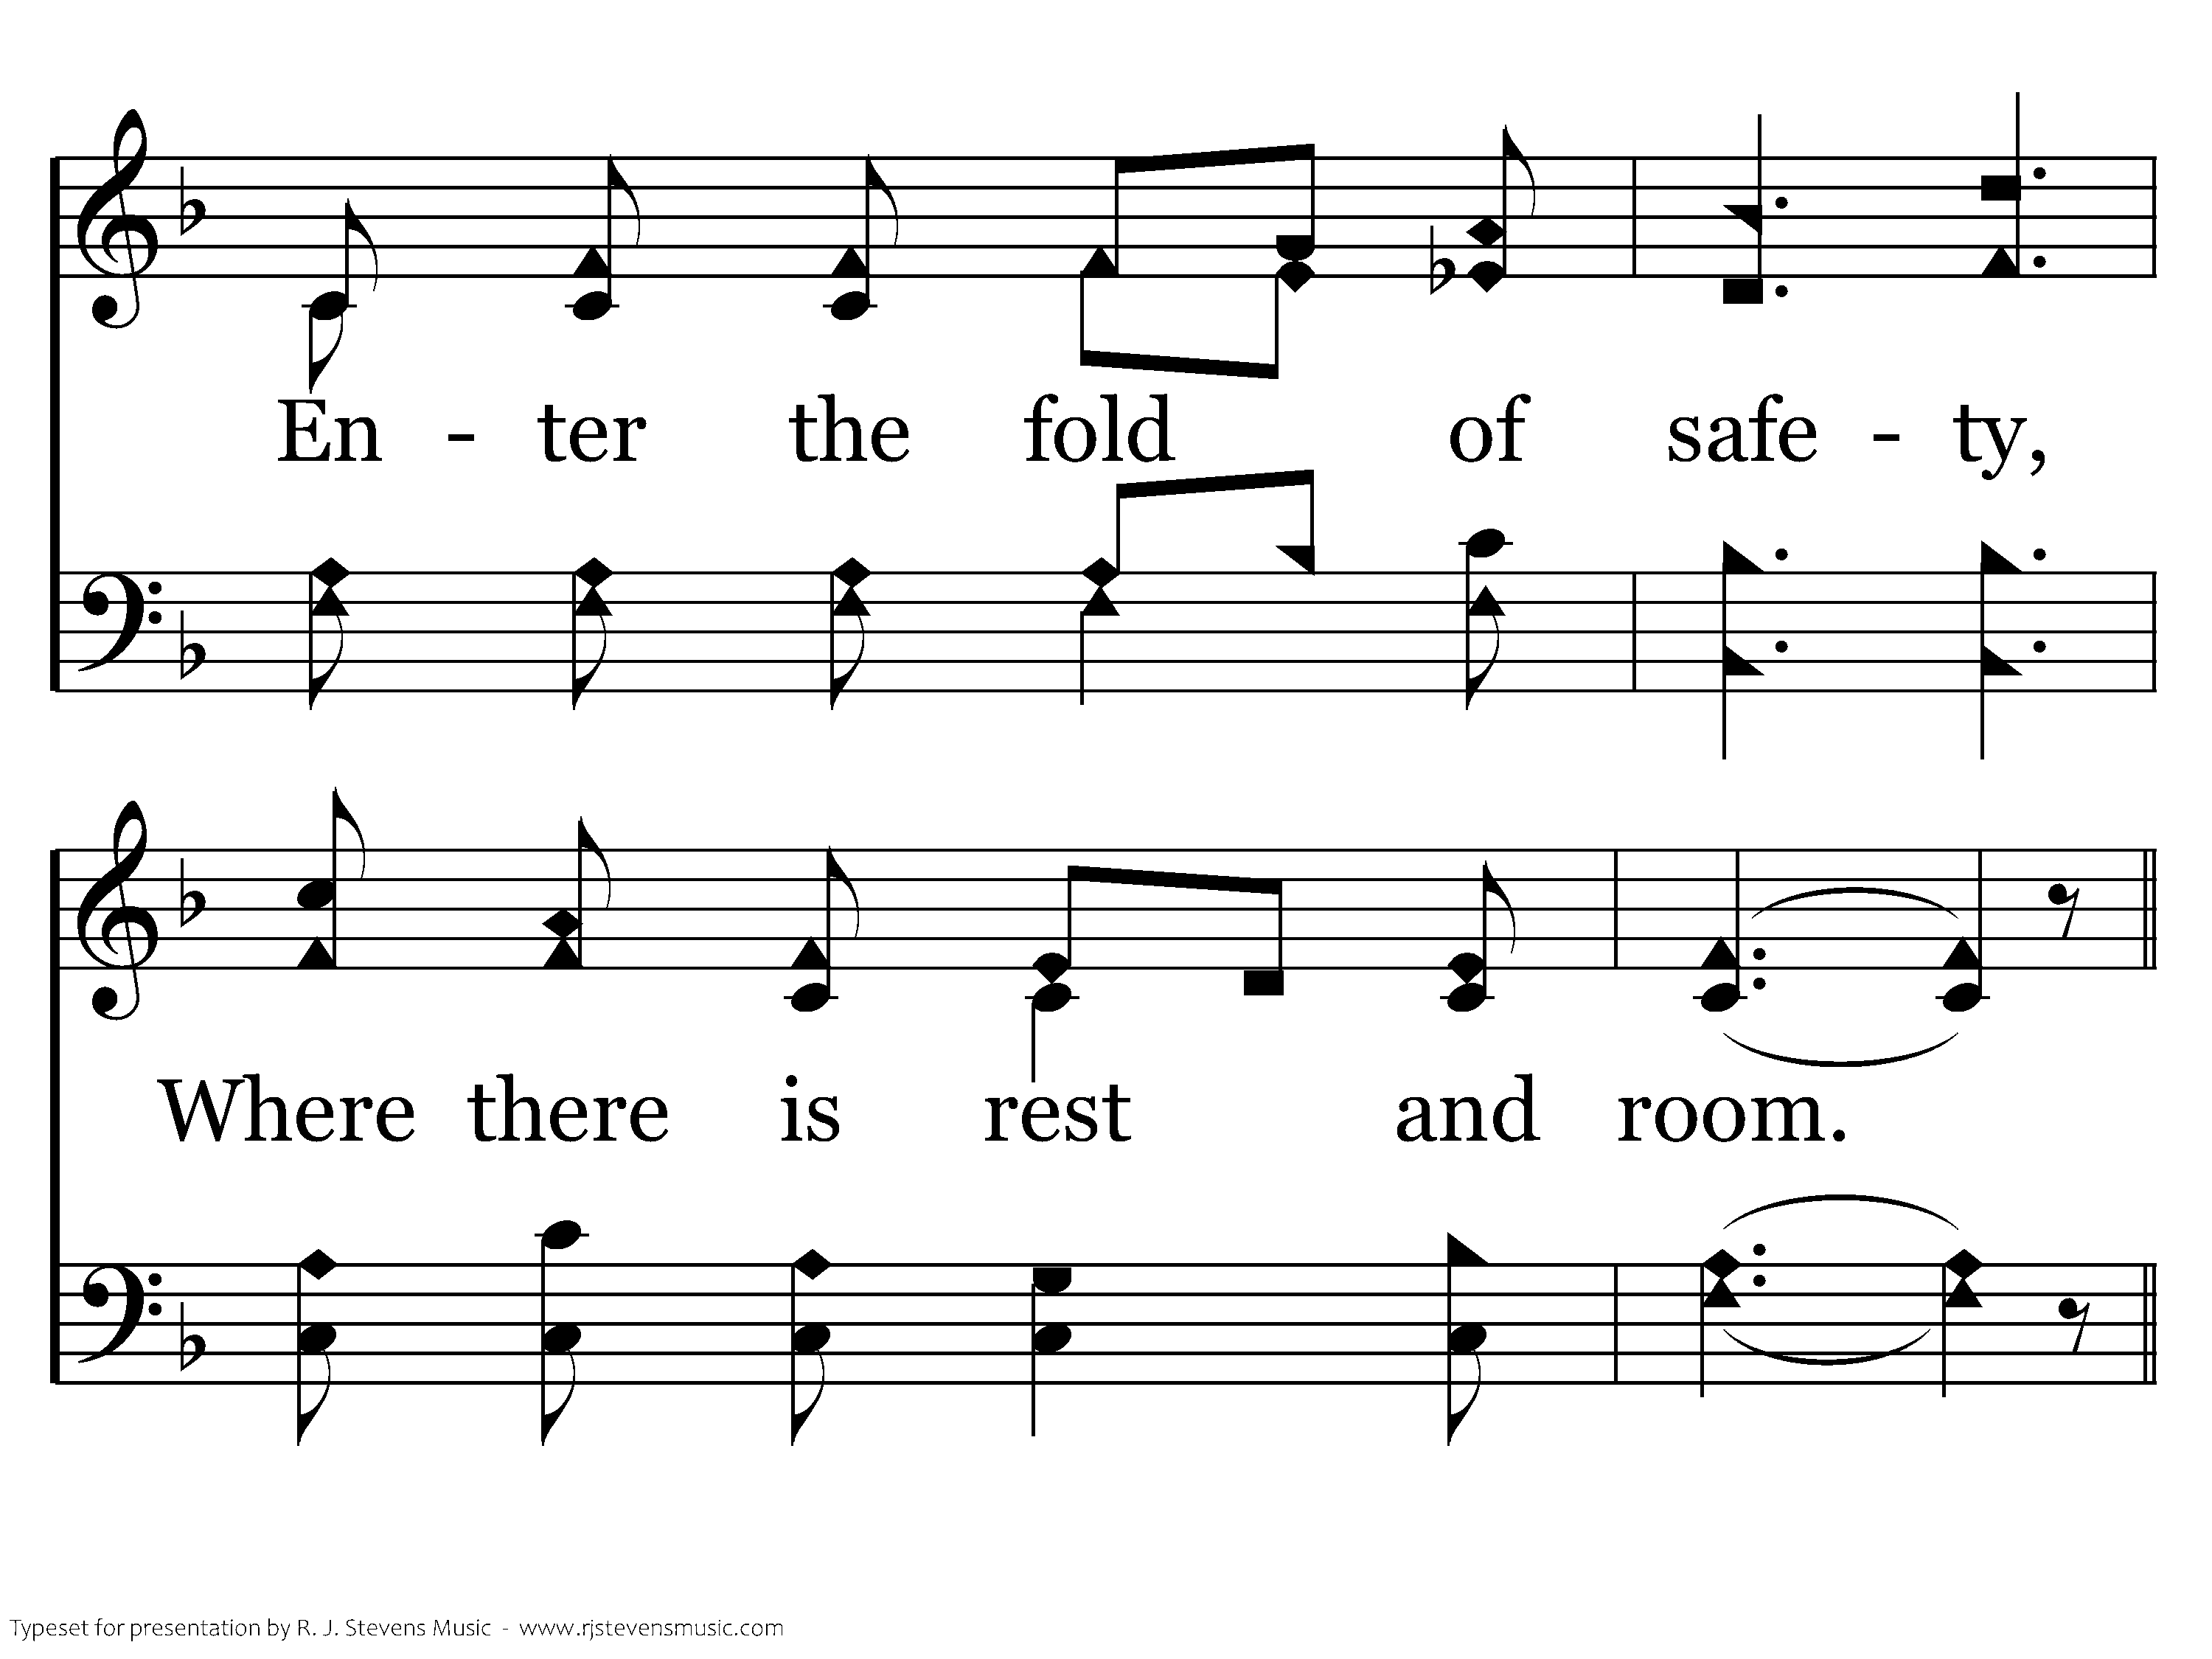 En - ter the fold of safe - ty,
Where there is rest and room.
Typeset for presentation by R. J. Stevens Music - www.rjstevensmusic.com